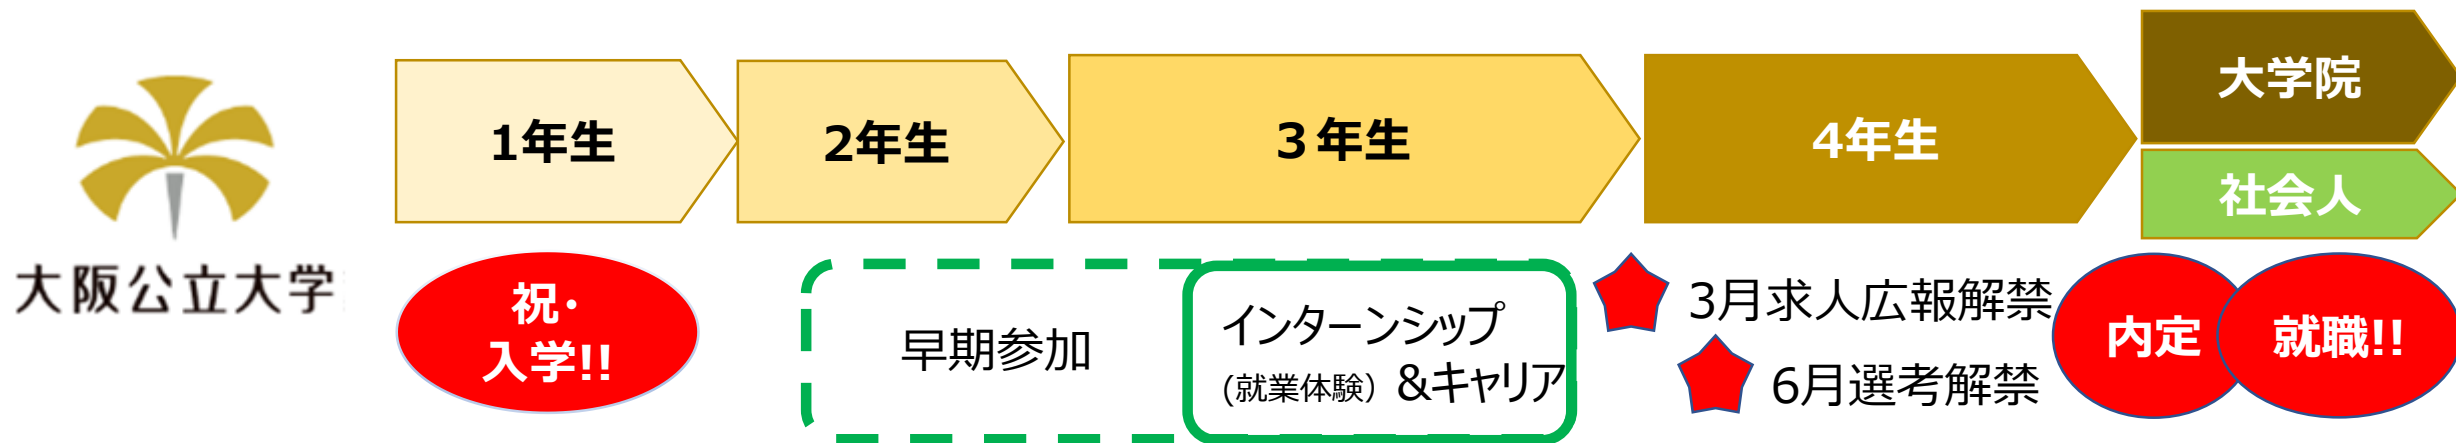 大阪公立大学
1年生
2年生
３年生
4年生
大学院
社会人
祝・
入学!!
早期参加
インターンシップ
(就業体験）&キャリア
3月求人広報解禁
6月選考解禁
内定
就職!!